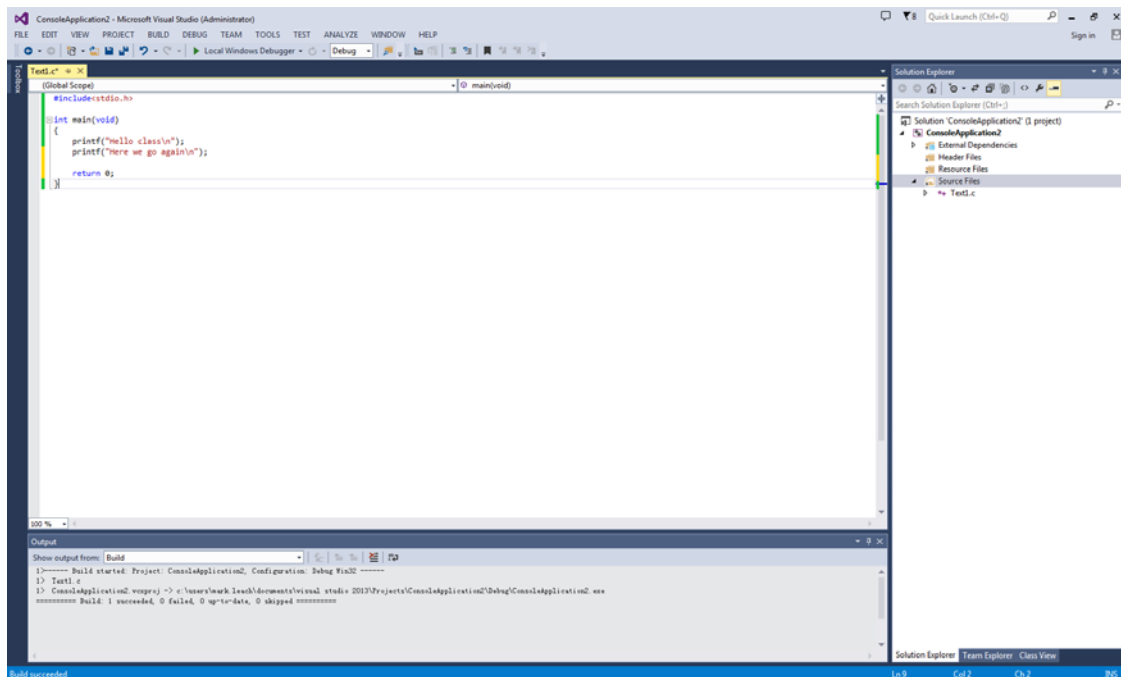 ConsoleApplication2 - Microsoft Visual Studio (Administrator)
8 Quick Launch (Ctrl+Q)
FILE EDIT VIEW PROJECT BUILD DEBUG TEAM TOOLS TEST ANALYZE WINDOW HELP
Sign in
Local Windows Debugger
Debug
Toolbox
Text1.c*
(Global Scope)
main(void)
#include<stdio.h>
int main(void)
{
printf("Hello class\n");
printf("Here we go again\n");
return 0;
}
100 %
Solution Explorer
Search Solution Explorer (Ctrl+;)
Solution 'ConsoleApplication2' (1 project)
ConsoleApplication2
External Dependencies
Header Files
Resource Files
Source Files
Text1.c
Output
Show output from: Build
1>------ Build started: Project: ConsoleApplication2, Configuration: Debug Win32 ------
1> Text1.c
1> ConsoleApplication2.vcxproj -> c:\users\mark.leach\documents\visual studio 2013\Projects\ConsoleApplication2\Debug\ConsoleApplication2.exe
========== Build: 1 succeeded, 0 failed, 0 up-to-date, 0 skipped ==========
Solution Explorer Team Explorer Class View
Build succeeded
Ln 9 Col 2 Ch 2 INS